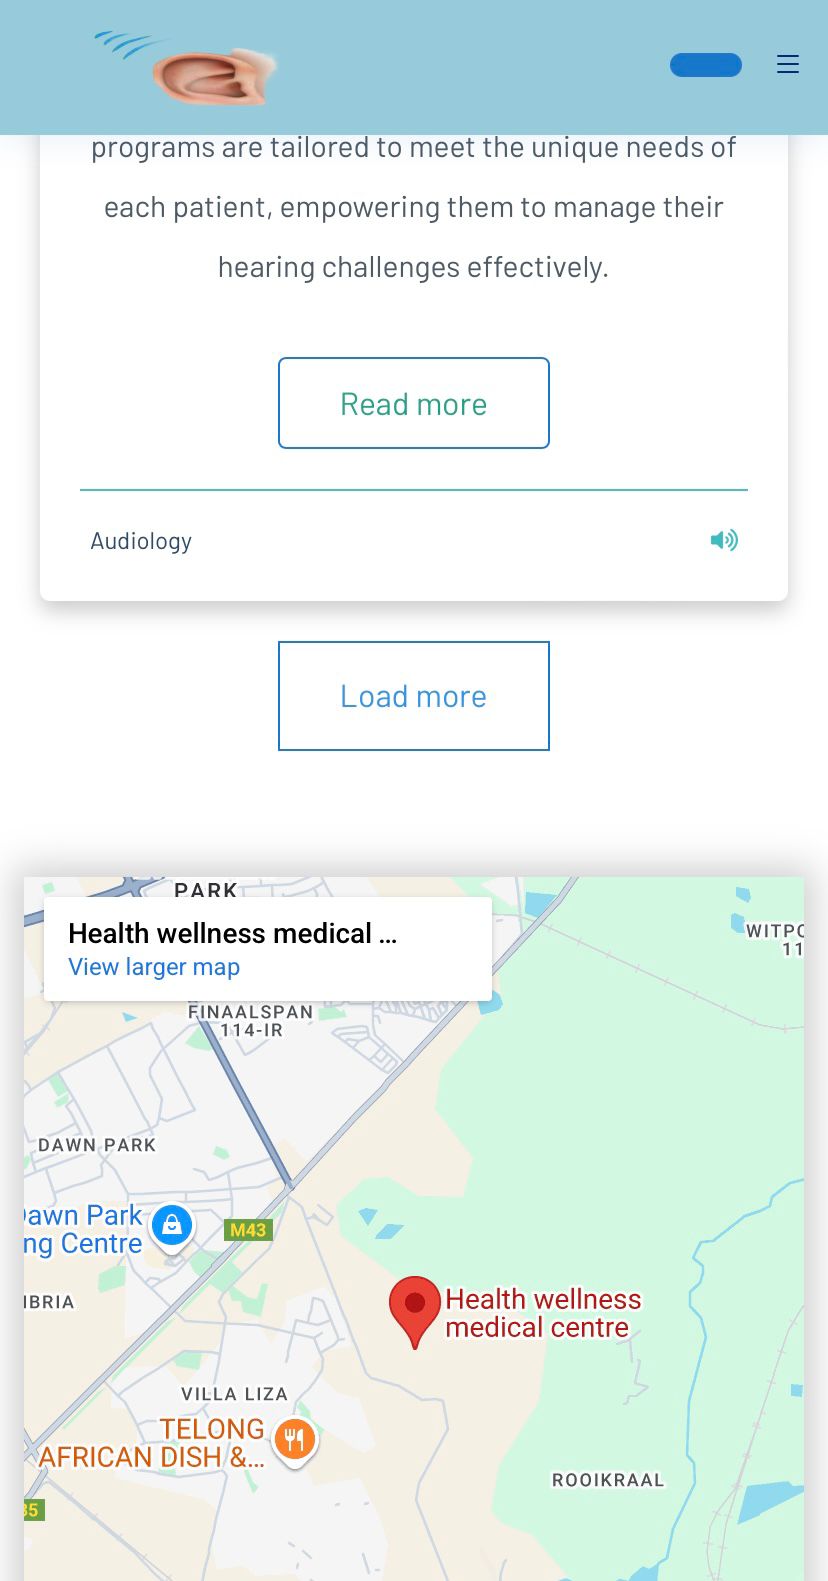 programs are tailored to meet the unique needs of
each patient, empowering them to manage their
hearing challenges effectively.
Read more
Audiology
Load more
PARK
Health wellness medical ...
View larger map
WITPO
11
FINAALSPAN
114-IR
DAWN PARK
Dawn Park
ng Centre
M43
IBRIA
Health wellness
medical centre
VILLA LIZA
TELONG
AFRICAN DISH &...
ROOIKRAAL
35